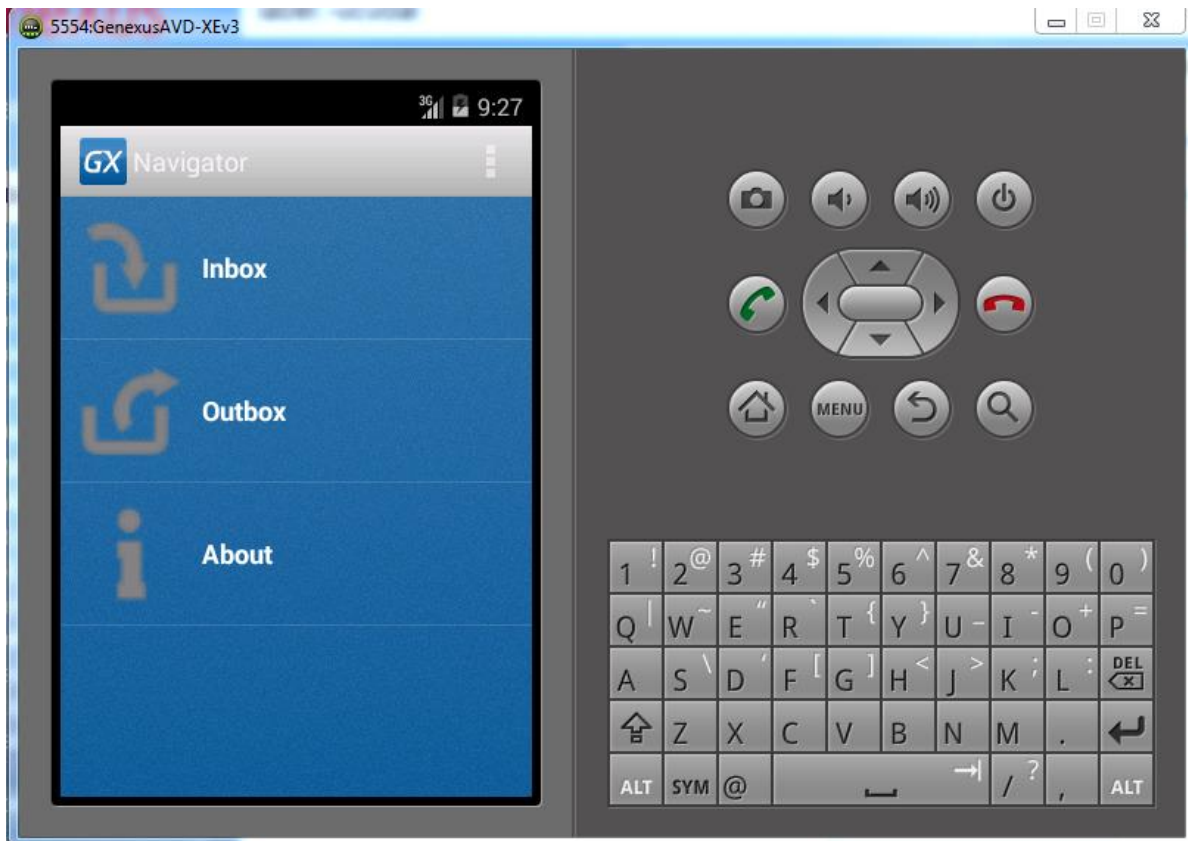 5554:GenexusAVD-XEv3
3G 9:27
GX Navigator
Inbox
Outbox
About
MENU
1 ! 2 @ 3 # 4 $ 5 % 6 ^ 7 & 8 * 9 ( 0 )
Q | W ~ E " R ` T { Y } U _ I - O + P =
A S \ D ' F [ G ] H < J > K ; L : DEL
Z X C V B N M .
ALT SYM @ / ? , ALT